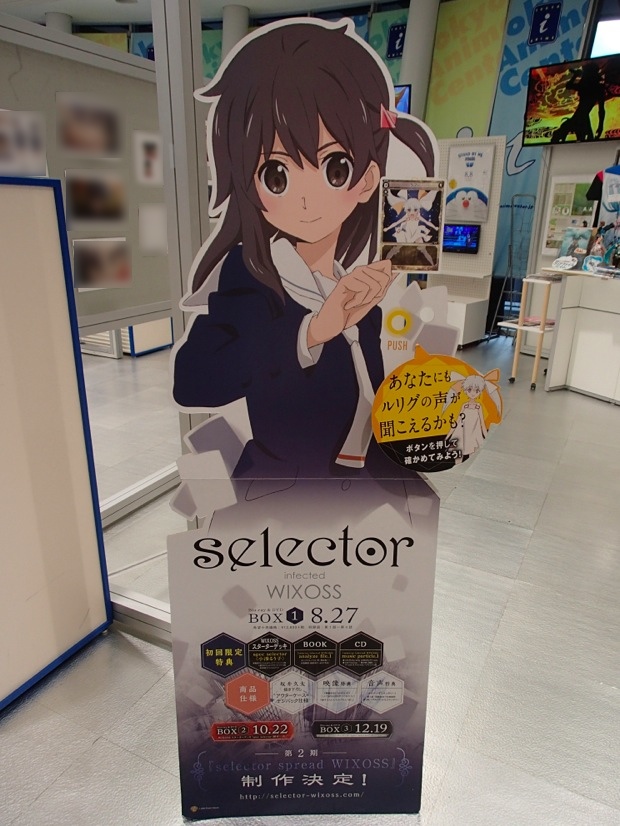 i
TOKYO
Anime
Center
PUSH
あなたにも
ルリグの声が
聞こえるかも?
ボタンを押して
確かめてみよう!
selector
infected
WIXOSS
BOX 1 8.27
初回限定
特典
WIXOSS
スターターデッキ
BOOK
CD
商品
仕様
映像特典
音声特典
BOX 2 10.22
BOX 3 12.19
第2期
『selector spread WIXOSS』
制作決定!
http://selector-wixoss.com/